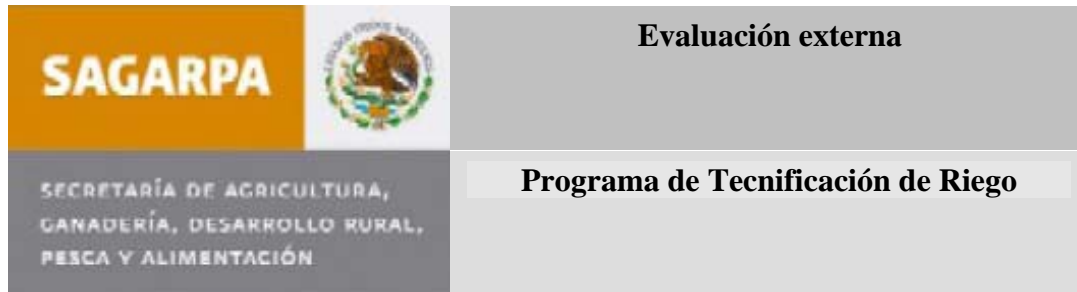 SAGARPA
SECRETARÍA DE AGRICULTURA,
GANADERÍA, DESARROLLO RURAL,
PESCA Y ALIMENTACIÓN
Evaluación externa
Programa de Tecnificación de Riego